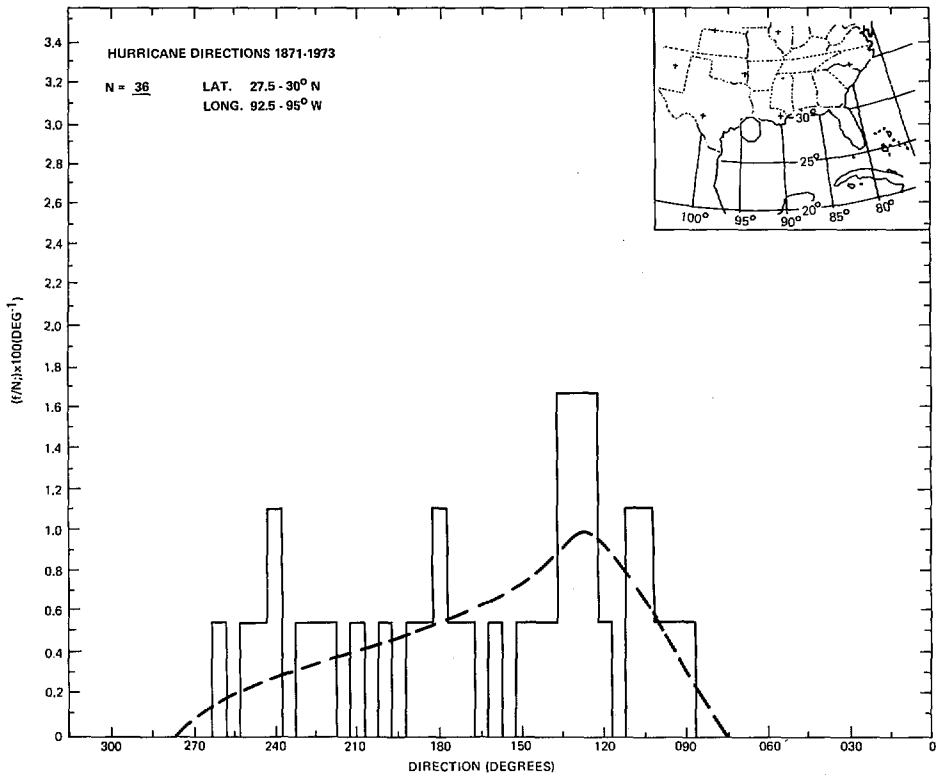 HURRICANE DIRECTIONS 1871-1973
N = 36
LAT. 27.5 - 30° N
LONG. 92.5 - 95° W
30°
25°
20°
100° 95° 90° 85° 80°
(f/N;)x100(DEG-1)
3.4
3.2
3.0
2.8
2.6
2.4
2.2
2.0
1.8
1.6
1.4
1.2
1.0
0.8
0.6
0.4
0.2
0
300 270 240 210 180 150 120 090 060 030 0
DIRECTION (DEGREES)